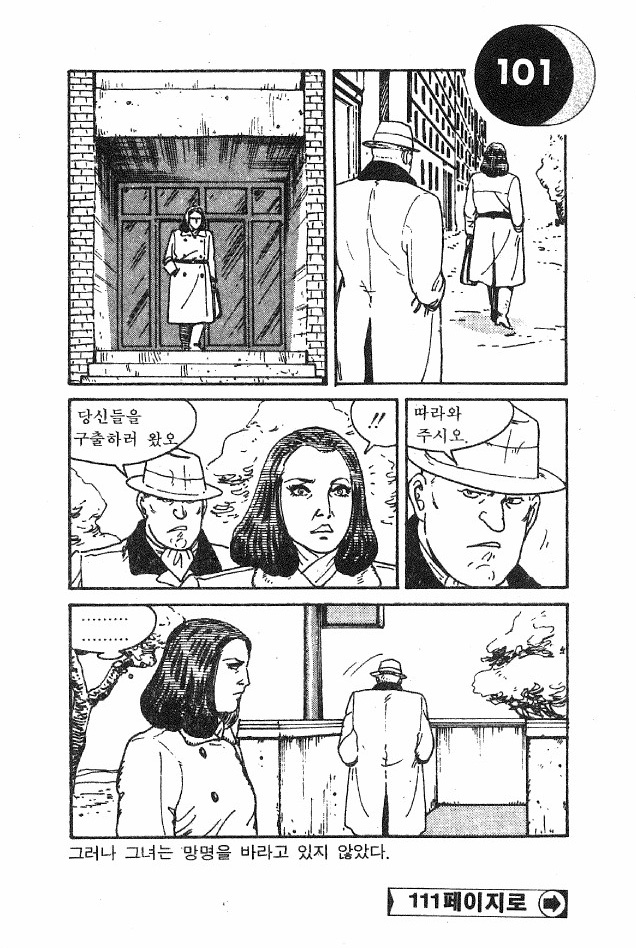 101
당신들을
구출하러 왔오.
!!
따라와
주시오.
………
………
그러나 그녀는 망명을 바라고 있지 않았다.
111페이지로